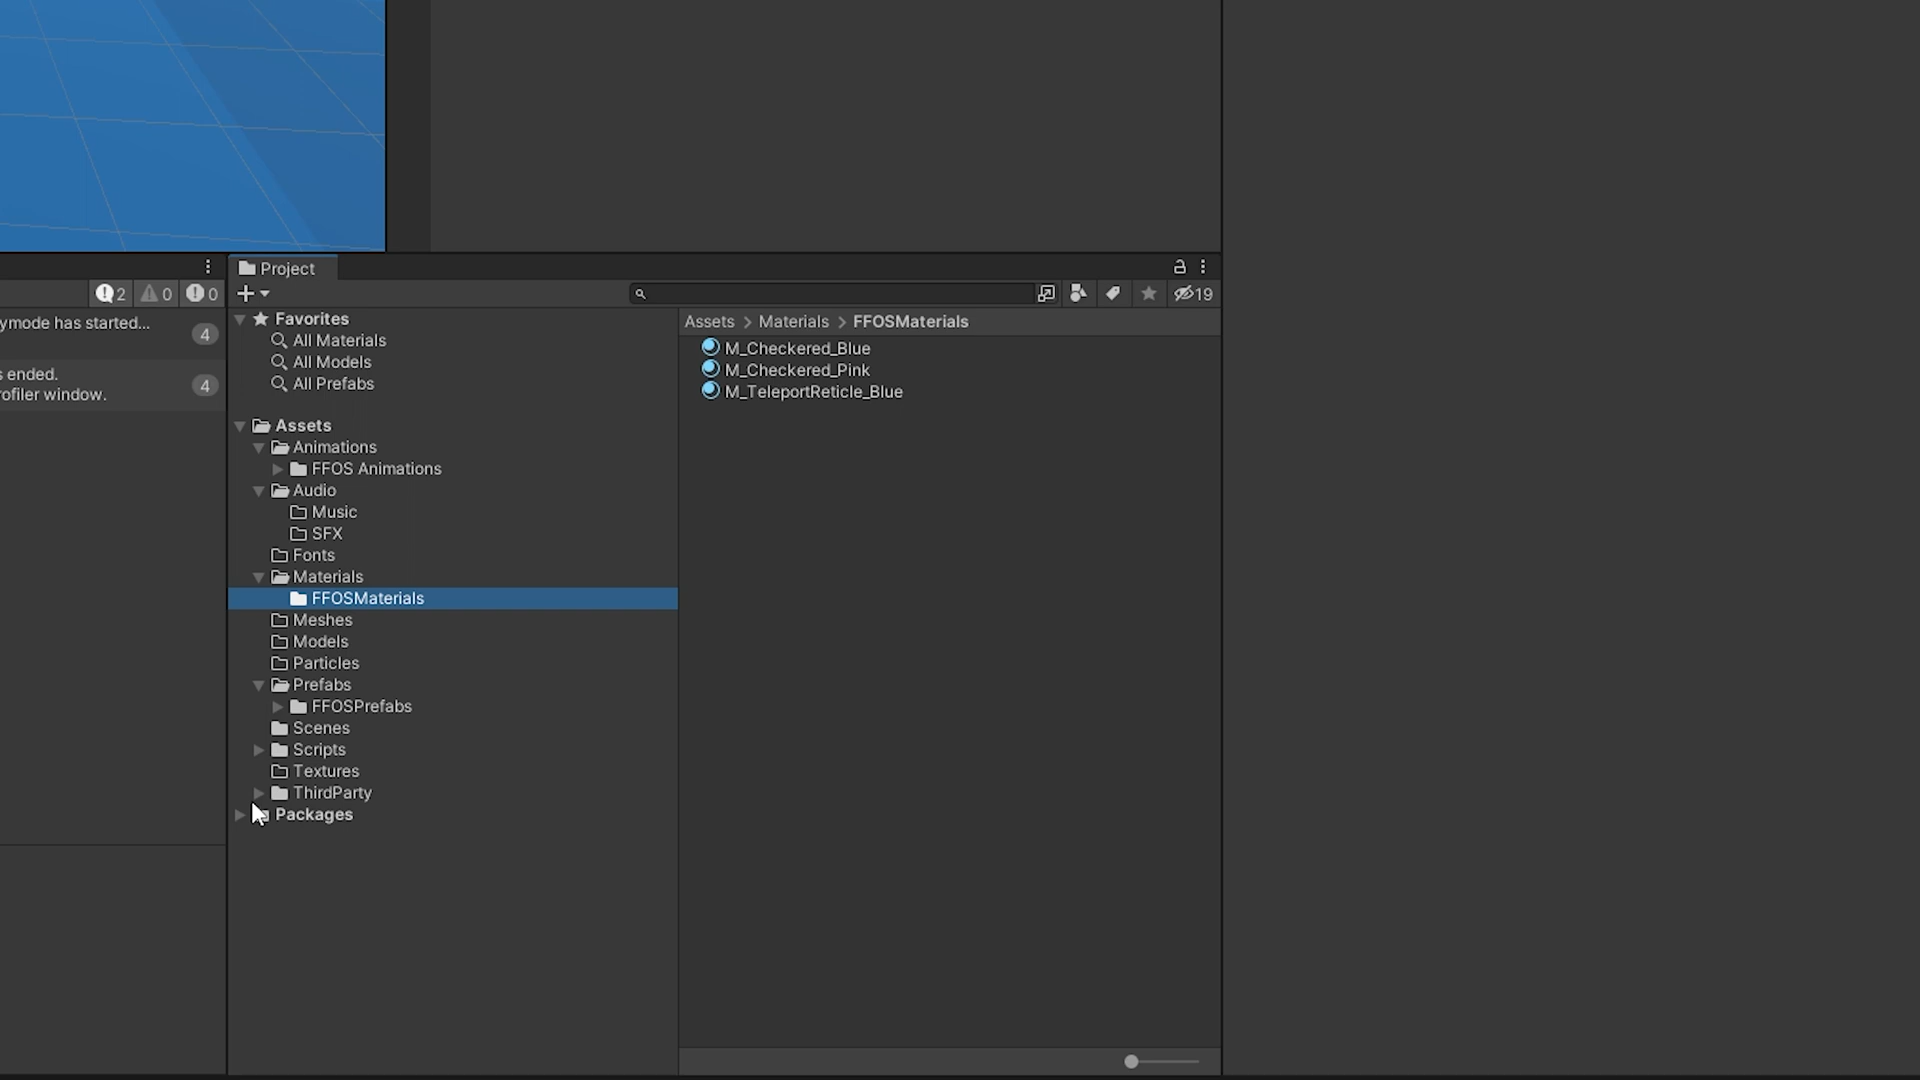 Project
2 0 0
19
ymode has started...
4
s ended.
ofiler window.
4
Favorites
All Materials
All Models
All Prefabs
Assets
Animations
FFOS Animations
Audio
Music
SFX
Fonts
Materials
FFOSMaterials
Meshes
Models
Particles
Prefabs
FFOSPrefabs
Scenes
Scripts
Textures
ThirdParty
Packages
Assets > Materials > FFOSMaterials
M_Checkered_Blue
M_Checkered_Pink
M_TeleportReticle_Blue